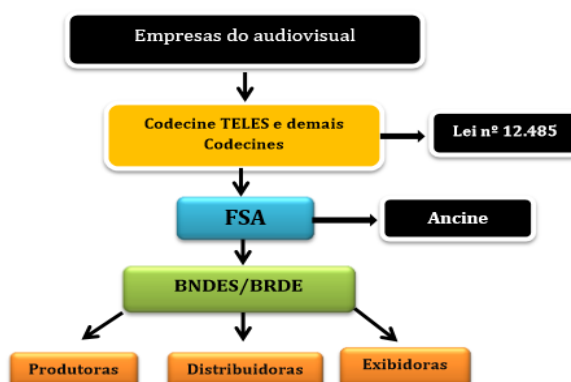 Empresas do audiovisual
Codecine TELES e demais
Codecines
Lei nº 12.485
FSA
Ancine
BNDES/BRDE
Produtoras
Distribuidoras
Exibidoras